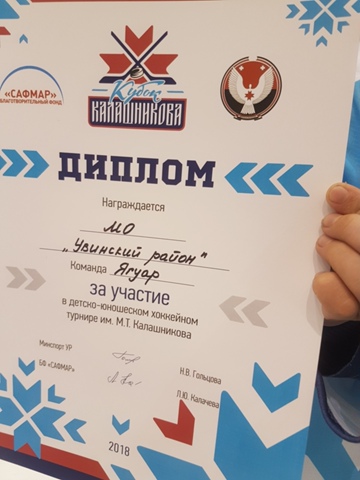 «САФМАР»
БЛАГОТВОРИТЕЛЬНЫЙ ФОНД
Кубок
КАЛАШНИКОВА
ДИПЛОМ
Награждается
МО
„Увинский район"
Команда Ягуар
за участие
в детско-юношеском хоккейном
турнире им. М.Т. Калашникова
Минспорт УР
Н.В. Гольцова
БФ «САФМАР»
Л.Ю. Калачева
2018